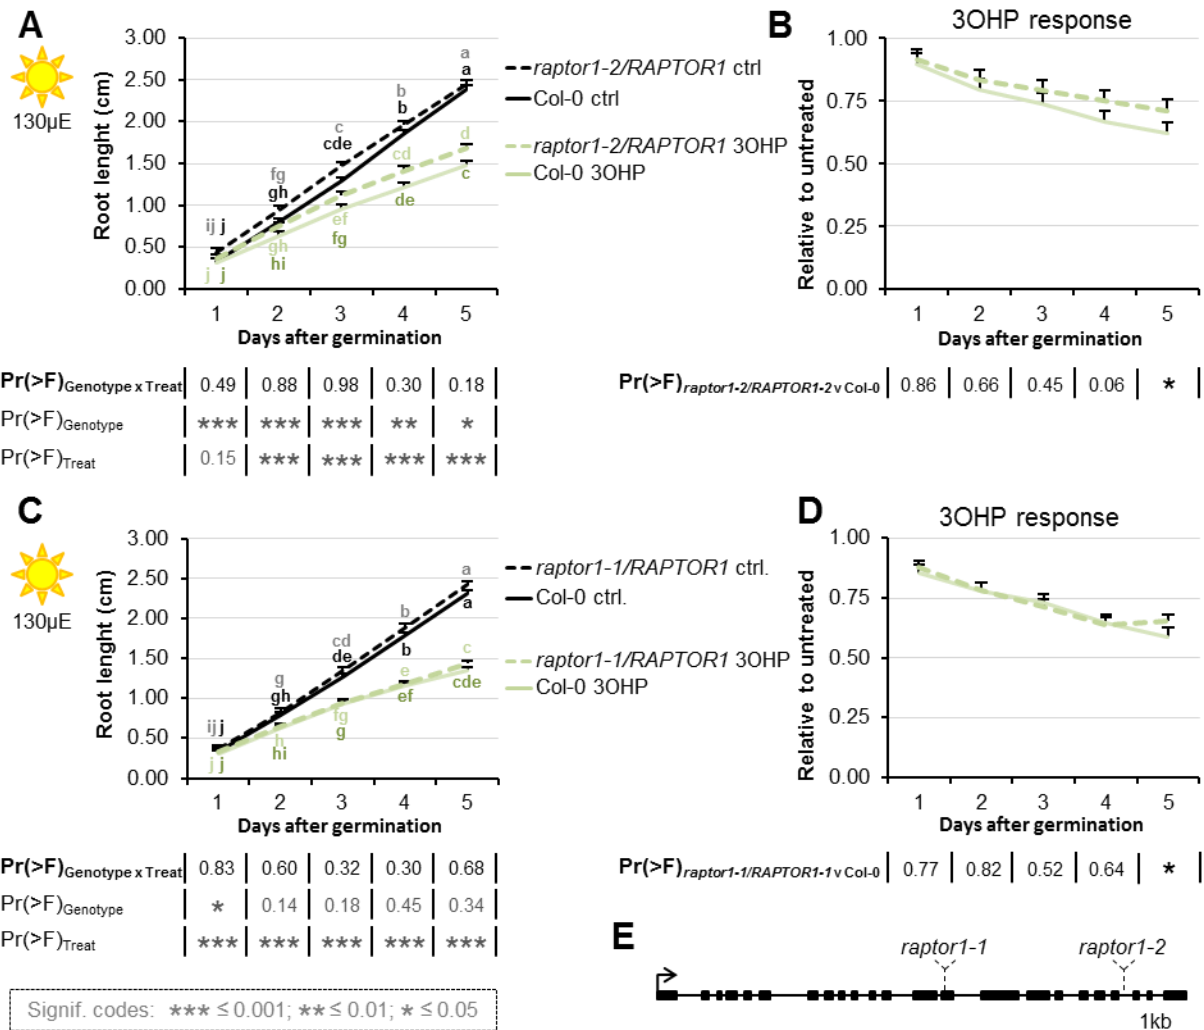 A
130µE
Root lenght (cm)
3.00
2.50
2.00
1.50
1.00
0.50
0.00
ij j
fg
gh
c
cde
b
b
a
a
j j
gh
hi
ef
fg
cd
de
d
c
1 2 3 4 5
Days after germination
raptor1-2/RAPTOR1 ctrl
Col-0 ctrl
raptor1-2/RAPTOR1 3OHP
Col-0 3OHP
Pr(>F)Genotype x Treat 0.49 0.88 0.98 0.30 0.18
Pr(>F)Genotype *** *** *** ** *
Pr(>F)Treat 0.15 *** *** *** ***
B
3OHP response
Relative to untreated
1.00
0.75
0.50
0.25
0.00
1 2 3 4 5
Days after germination
Pr(>F)raptor1-2/RAPTOR1-2 v Col-0 0.86 0.66 0.45 0.06 *
C
130µE
Root lenght (cm)
3.00
2.50
2.00
1.50
1.00
0.50
0.00
ij j
g
gh
cd
de
b
b
a
a
j j
h
hi
fg
g
e
ef
c
cde
1 2 3 4 5
Days after germination
raptor1-1/RAPTOR1 ctrl.
Col-0 ctrl.
raptor1-1/RAPTOR1 3OHP
Col-0 3OHP
Pr(>F)Genotype x Treat 0.83 0.60 0.32 0.30 0.68
Pr(>F)Genotype * 0.14 0.18 0.45 0.34
Pr(>F)Treat *** *** *** *** ***
Signif. codes: *** ≤ 0.001; ** ≤ 0.01; * ≤ 0.05
D
3OHP response
Relative to untreated
1.00
0.75
0.50
0.25
0.00
1 2 3 4 5
Days after germination
Pr(>F)raptor1-1/RAPTOR1-1 v Col-0 0.77 0.82 0.52 0.64 *
E
raptor1-1 raptor1-2
1kb